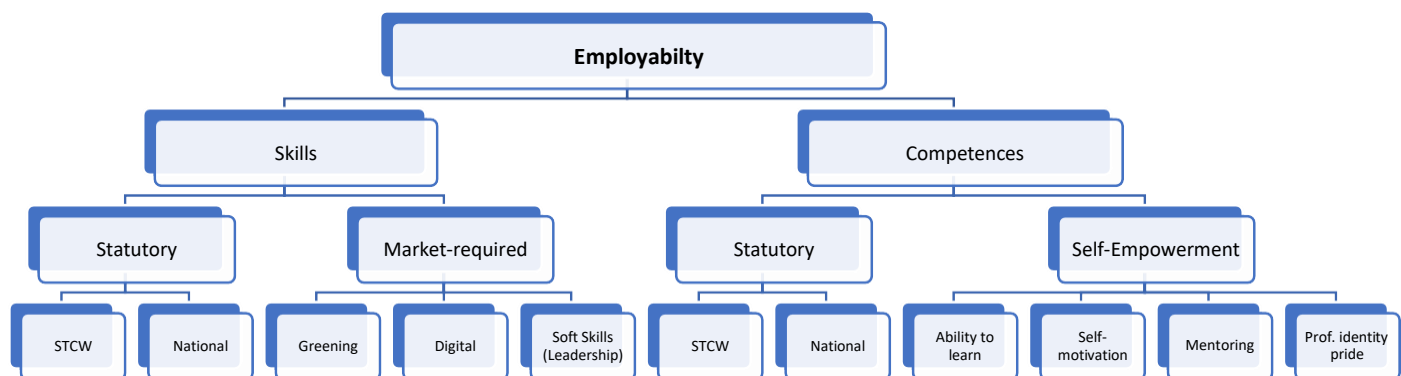 Employabilty
Skills
Competences
Statutory
Market-required
Statutory
Self-Empowerment
STCW
National
Greening
Digital
Soft Skills
(Leadership)
STCW
National
Ability to
learn
Self-
motivation
Mentoring
Prof. identity
pride